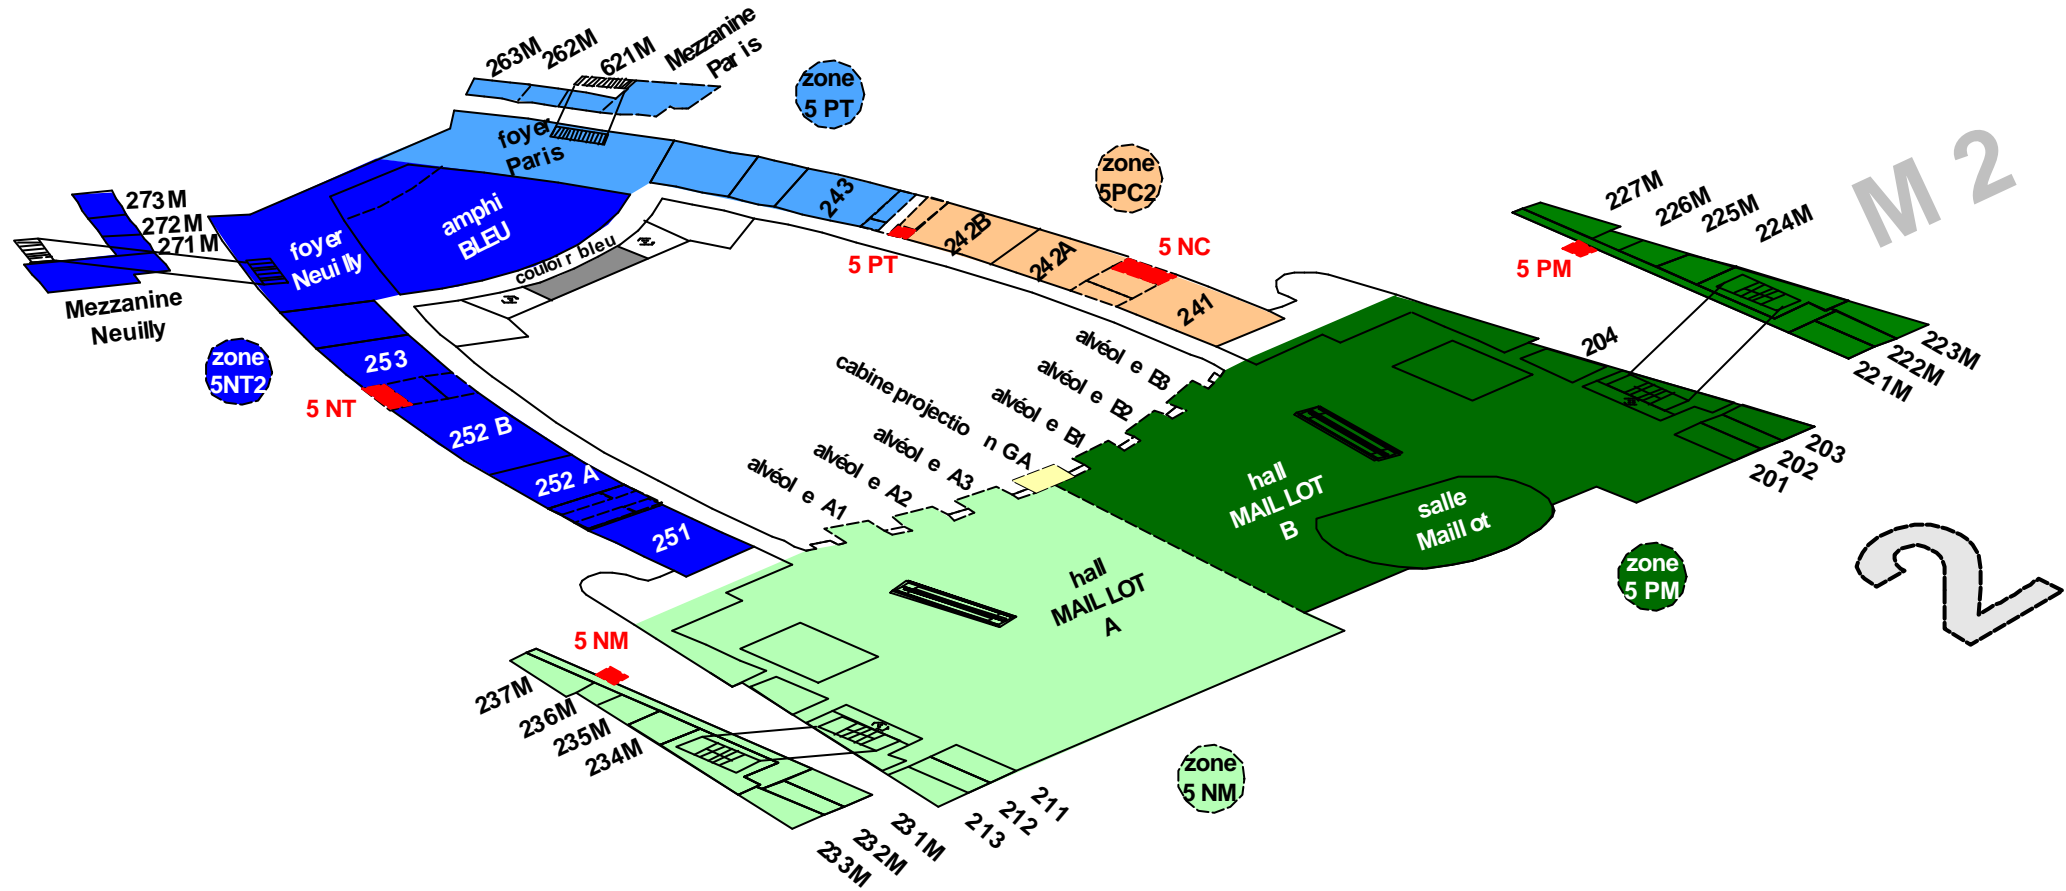 263M
262M
621M
Mezzanine
Paris
zone
5 PT
foyer
Paris
zone
5PC2
M 2
227M
226M
225M
224M
273M
272M
271M
amphi
BLEU
foyer
Neuilly
couloir bleu
243
242B
242A
241
5 PT
5 NC
5 PM
Mezzanine
Neuilly
zone
5NT2
253
5 NT
252 B
252 A
251
204
223M
222M
221M
alvéole B3
alvéole B2
alvéole B1
cabine projection GA
alvéole A3
alvéole A2
alvéole A1
hall
MAILLOT
B
salle
Maillot
203
202
201
hall
MAILLOT
A
zone
5 PM
2
5 NM
237M
236M
235M
234M
zone
5 NM
211
212
213
231M
232M
233M